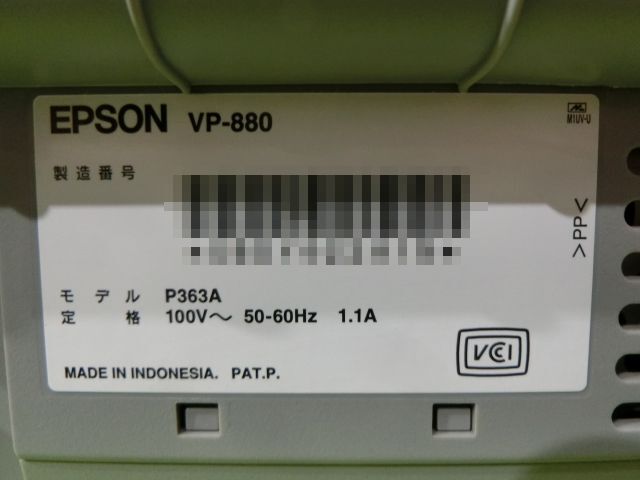 EPSON VP-880
M1UV-U
製造番号
>PP<
モデル P363A
定格 100V～ 50-60Hz 1.1A
VCI
MADE IN INDONESIA. PAT.P.